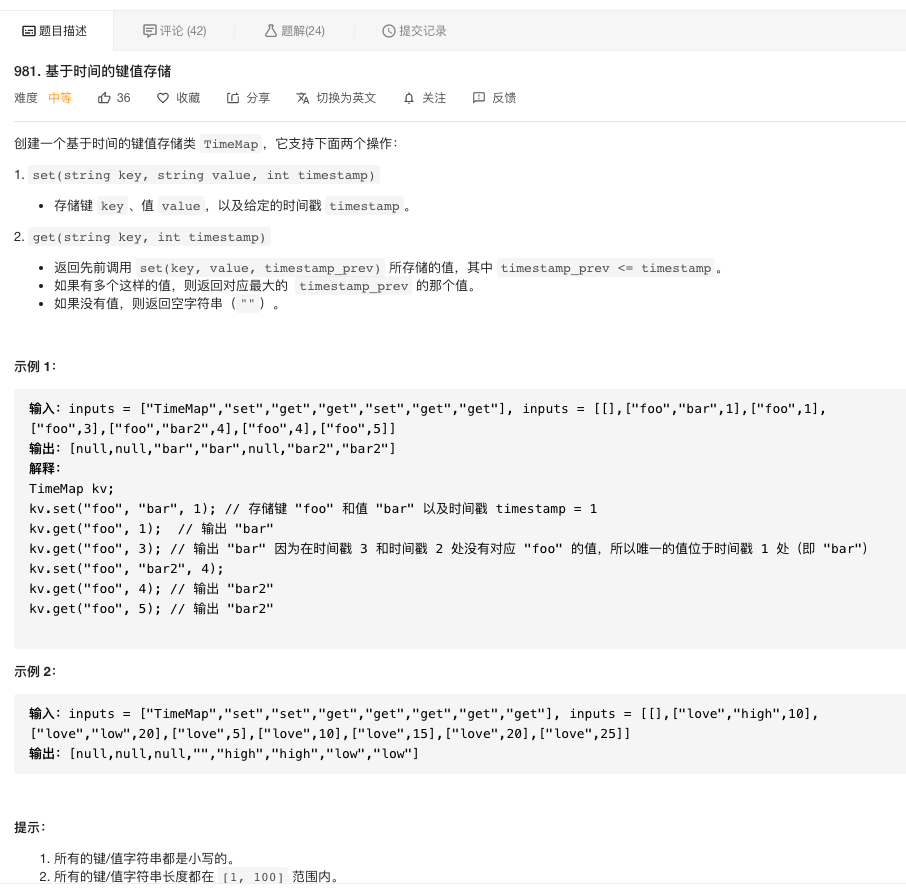 题目描述 评论 (42) 题解(24) 提交记录
981. 基于时间的键值存储
难度 中等 36 收藏 分享 切换为英文 关注 反馈
创建一个基于时间的键值存储类 TimeMap，它支持下面两个操作：
1. set(string key, string value, int timestamp)
• 存储键 key、值 value，以及给定的时间戳 timestamp。
2. get(string key, int timestamp)
• 返回先前调用 set(key, value, timestamp_prev) 所存储的值，其中 timestamp_prev <= timestamp。
• 如果有多个这样的值，则返回对应最大的 timestamp_prev 的那个值。
• 如果没有值，则返回空字符串（""）。
示例 1：
输入：inputs = ["TimeMap","set","get","get","set","get","get"], inputs = [[],["foo","bar",1],["foo",1],
["foo",3],["foo","bar2",4],["foo",4],["foo",5]]
输出：[null,null,"bar","bar",null,"bar2","bar2"]
解释：
TimeMap kv;
kv.set("foo", "bar", 1); // 存储键 "foo" 和值 "bar" 以及时间戳 timestamp = 1
kv.get("foo", 1);  // 输出 "bar"
kv.get("foo", 3); // 输出 "bar" 因为在时间戳 3 和时间戳 2 处没有对应 "foo" 的值，所以唯一的值位于时间戳 1 处（即 "bar"）
kv.set("foo", "bar2", 4);
kv.get("foo", 4); // 输出 "bar2"
kv.get("foo", 5); // 输出 "bar2"
示例 2：
输入：inputs = ["TimeMap","set","set","get","get","get","get","get"], inputs = [[],["love","high",10],
["love","low",20],["love",5],["love",10],["love",15],["love",20],["love",25]]
输出：[null,null,null,"","high","high","low","low"]
提示：
1. 所有的键/值字符串都是小写的。
2. 所有的键/值字符串长度都在 [1, 100] 范围内。